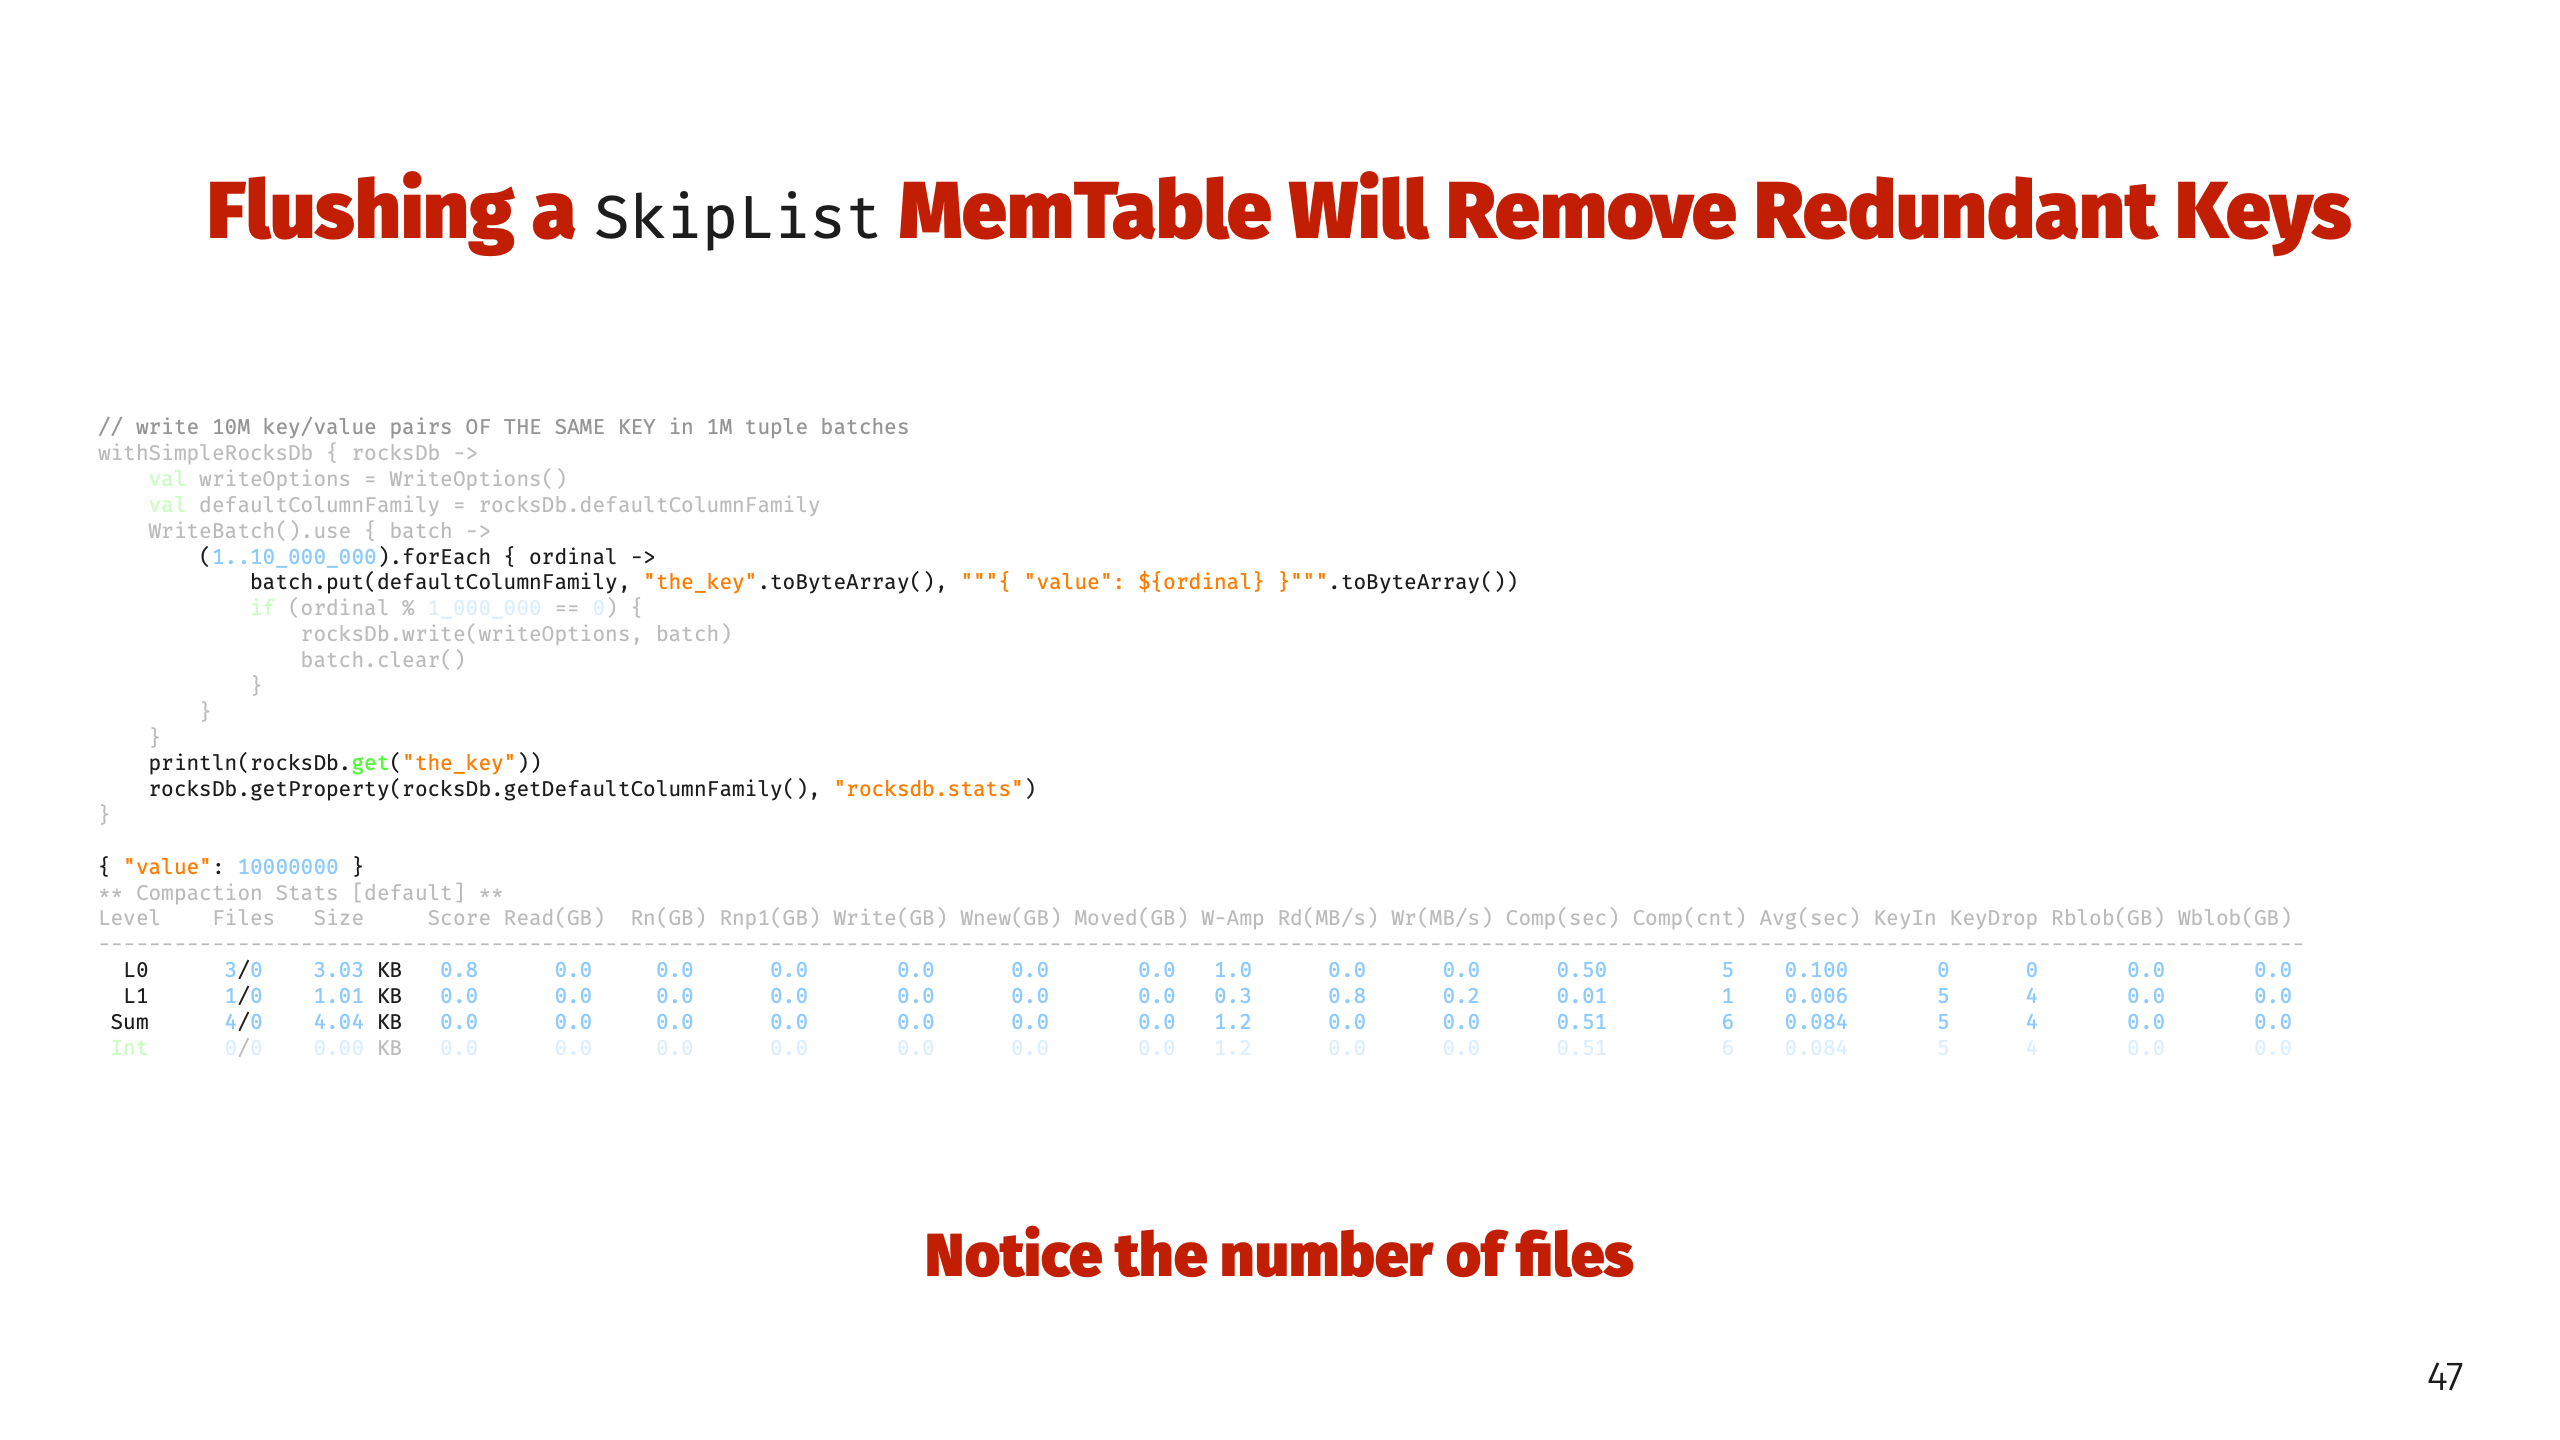 Flushing a SkipList MemTable Will Remove Redundant Keys
// write 10M key/value pairs OF THE SAME KEY in 1M tuple batches
withSimpleRocksDb { rocksDb ->
    val writeOptions = WriteOptions()
    val defaultColumnFamily = rocksDb.defaultColumnFamily
    WriteBatch().use { batch ->
        (1..10_000_000).forEach { ordinal ->
            batch.put(defaultColumnFamily, "the_key".toByteArray(), """{ "value": ${ordinal} }""".toByteArray())
            if (ordinal % 1_000_000 == 0) {
                rocksDb.write(writeOptions, batch)
                batch.clear()
            }
        }
    }
    println(rocksDb.get("the_key"))
    rocksDb.getProperty(rocksDb.getDefaultColumnFamily(), "rocksdb.stats")
}
{ "value": 10000000 }
** Compaction Stats [default] **
Level    Files   Size     Score Read(GB)  Rn(GB) Rnp1(GB) Write(GB) Wnew(GB) Moved(GB) W-Amp Rd(MB/s) Wr(MB/s) Comp(sec) Comp(cnt) Avg(sec) KeyIn KeyDrop Rblob(GB) Wblob(GB)
------------------------------------------------------------------------------------------------------------------------------------------------------------------------------
  L0      3/0    3.03 KB   0.8      0.0     0.0      0.0       0.0      0.0       0.0   1.0      0.0      0.0      0.50         5    0.100       0      0       0.0       0.0
  L1      1/0    1.01 KB   0.0      0.0     0.0      0.0       0.0      0.0       0.0   0.3      0.8      0.2      0.01         1    0.006       5      4       0.0       0.0
 Sum      4/0    4.04 KB   0.0      0.0     0.0      0.0       0.0      0.0       0.0   1.2      0.0      0.0      0.51         6    0.084       5      4       0.0       0.0
 Int      0/0    0.00 KB   0.0      0.0     0.0      0.0       0.0      0.0       0.0   1.2      0.0      0.0      0.51         6    0.084       5      4       0.0       0.0
Notice the number of files
47